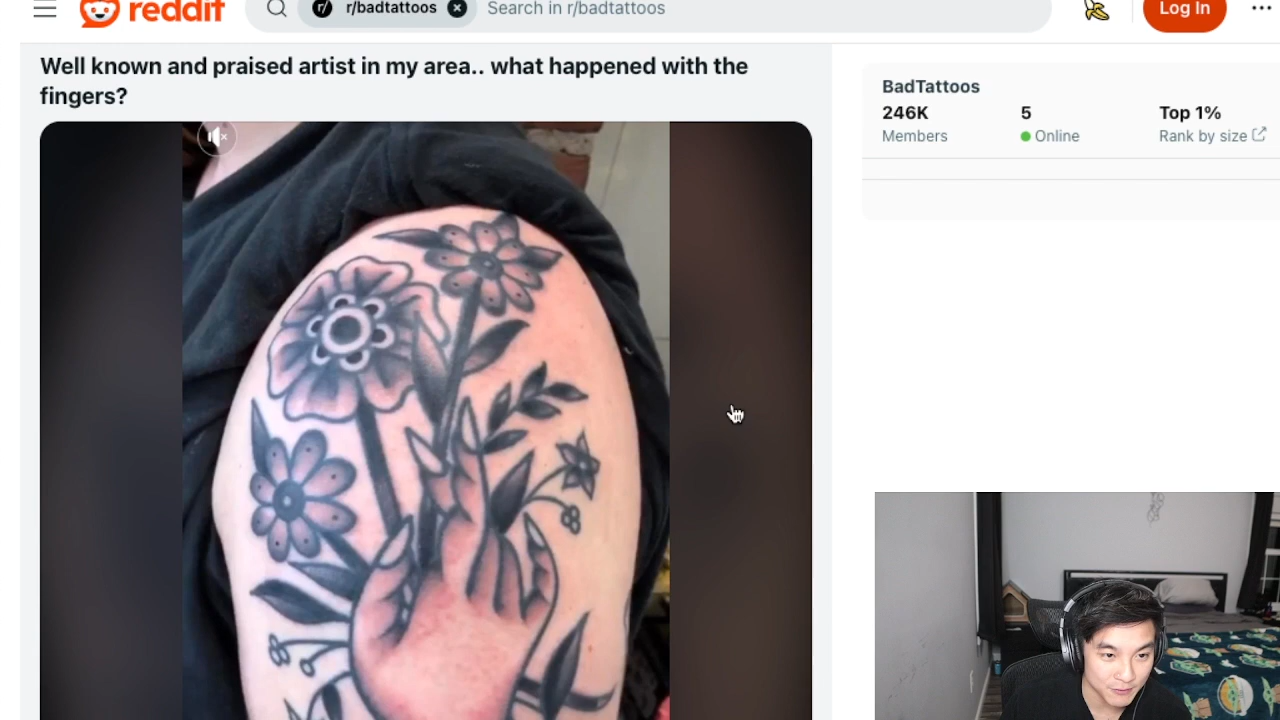 reddit
r/ r/badtattoos
Search in r/badtattoos
Log In
Well known and praised artist in my area.. what happened with the
fingers?
BadTattoos
246K
5
Top 1%
Members
Online
Rank by size